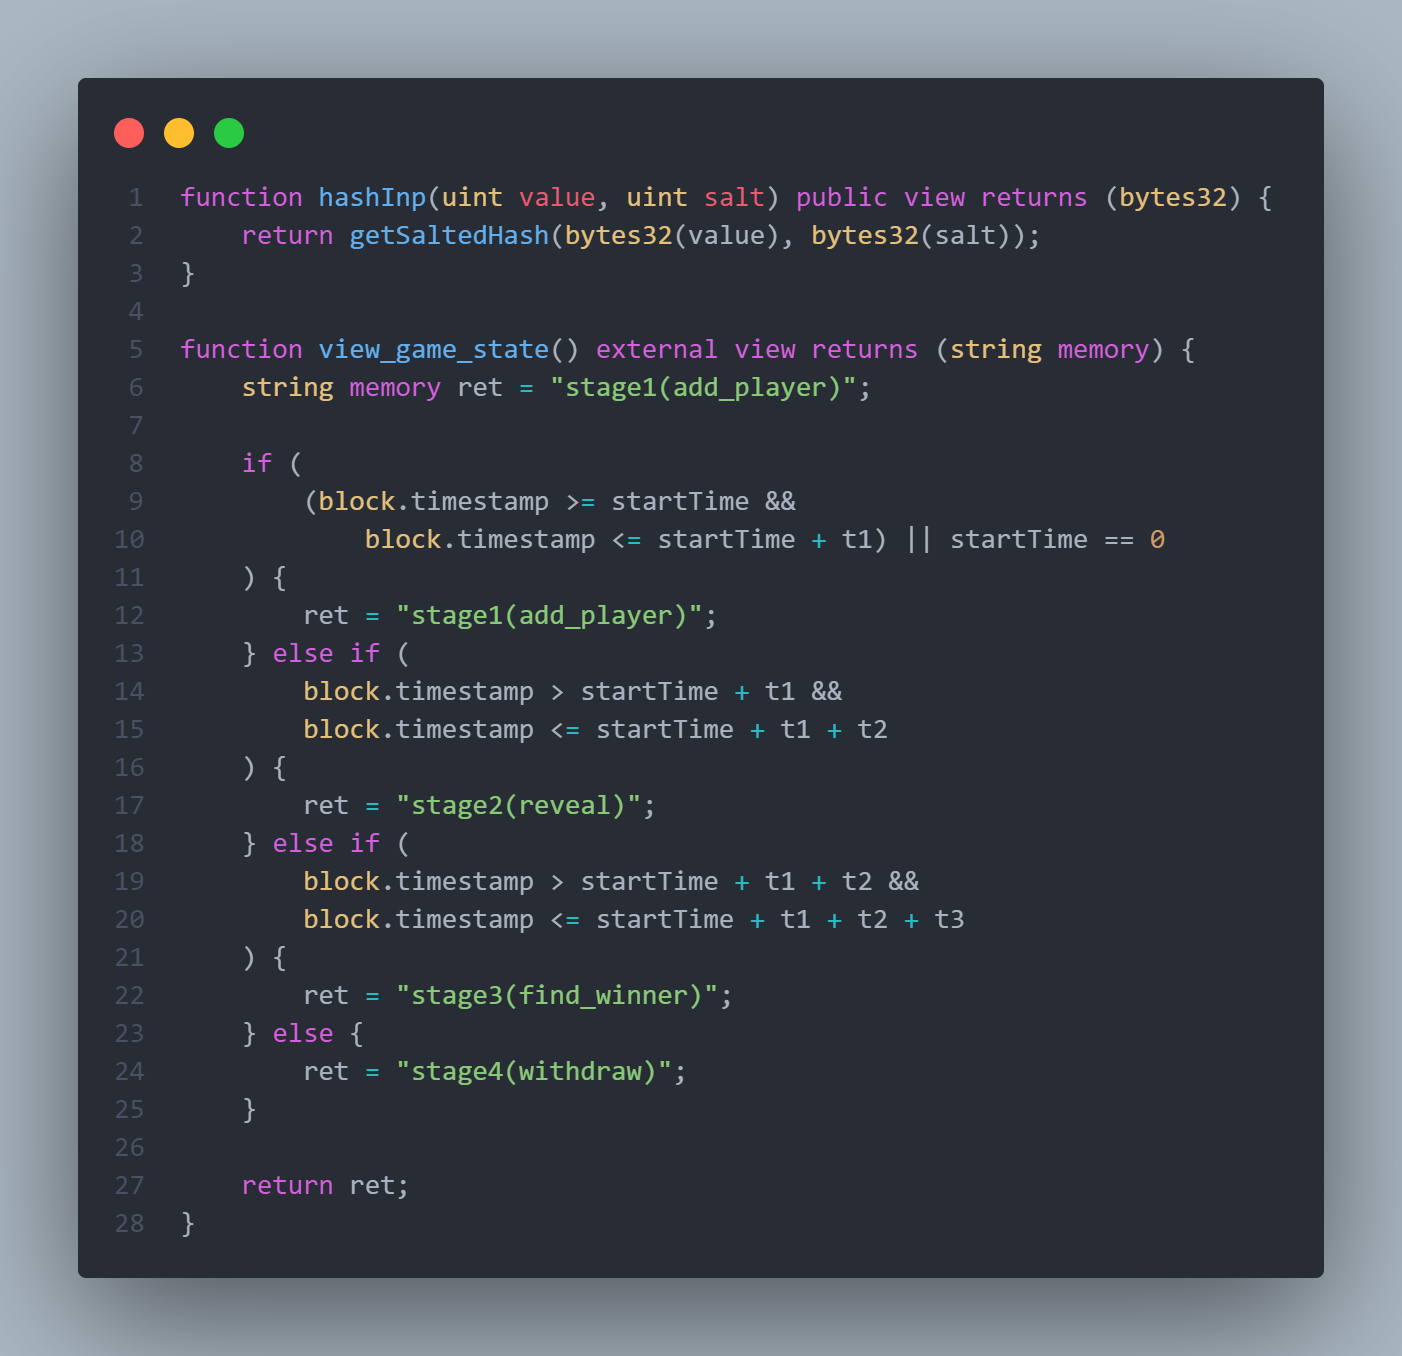 1 function hashInp(uint value, uint salt) public view returns (bytes32) {
2     return getSaltedHash(bytes32(value), bytes32(salt));
3 }
4
5 function view_game_state() external view returns (string memory) {
6     string memory ret = "stage1(add_player)";
7
8     if (
9         (block.timestamp >= startTime &&
10             block.timestamp <= startTime + t1) || startTime == 0
11     ) {
12         ret = "stage1(add_player)";
13     } else if (
14         block.timestamp > startTime + t1 &&
15         block.timestamp <= startTime + t1 + t2
16     ) {
17         ret = "stage2(reveal)";
18     } else if (
19         block.timestamp > startTime + t1 + t2 &&
20         block.timestamp <= startTime + t1 + t2 + t3
21     ) {
22         ret = "stage3(find_winner)";
23     } else {
24         ret = "stage4(withdraw)";
25     }
26
27     return ret;
28 }